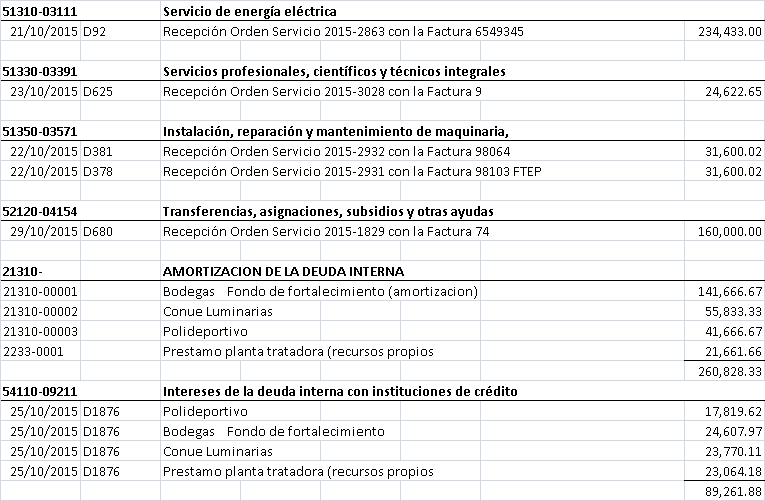 51310-03111 Servicio de energía eléctrica
21/10/2015 D92 Recepción Orden Servicio 2015-2863 con la Factura 6549345 234,433.00
51330-03391 Servicios profesionales, científicos y técnicos integrales
23/10/2015 D625 Recepción Orden Servicio 2015-3028 con la Factura 9 24,622.65
51350-03571 Instalación, reparación y mantenimiento de maquinaria,
22/10/2015 D381 Recepción Orden Servicio 2015-2932 con la Factura 98064 31,600.02
22/10/2015 D378 Recepción Orden Servicio 2015-2931 con la Factura 98103 FTEP 31,600.02
52120-04154 Transferencias, asignaciones, subsidios y otras ayudas
29/10/2015 D680 Recepción Orden Servicio 2015-1829 con la Factura 74 160,000.00
21310- AMORTIZACION DE LA DEUDA INTERNA
21310-00001 Bodegas Fondo de fortalecimiento (amortizacion) 141,666.67
21310-00002 Conue Luminarias 55,833.33
21310-00003 Polideportivo 41,666.67
2233-0001 Prestamo planta tratadora (recursos propios 21,661.66
260,828.33
54110-09211 Intereses de la deuda interna con instituciones de crédito
25/10/2015 D1876 Polideportivo 17,819.62
25/10/2015 D1876 Bodegas Fondo de fortalecimiento 24,607.97
25/10/2015 D1876 Conue Luminarias 23,770.11
25/10/2015 D1876 Prestamo planta tratadora (recursos propios 23,064.18
89,261.88